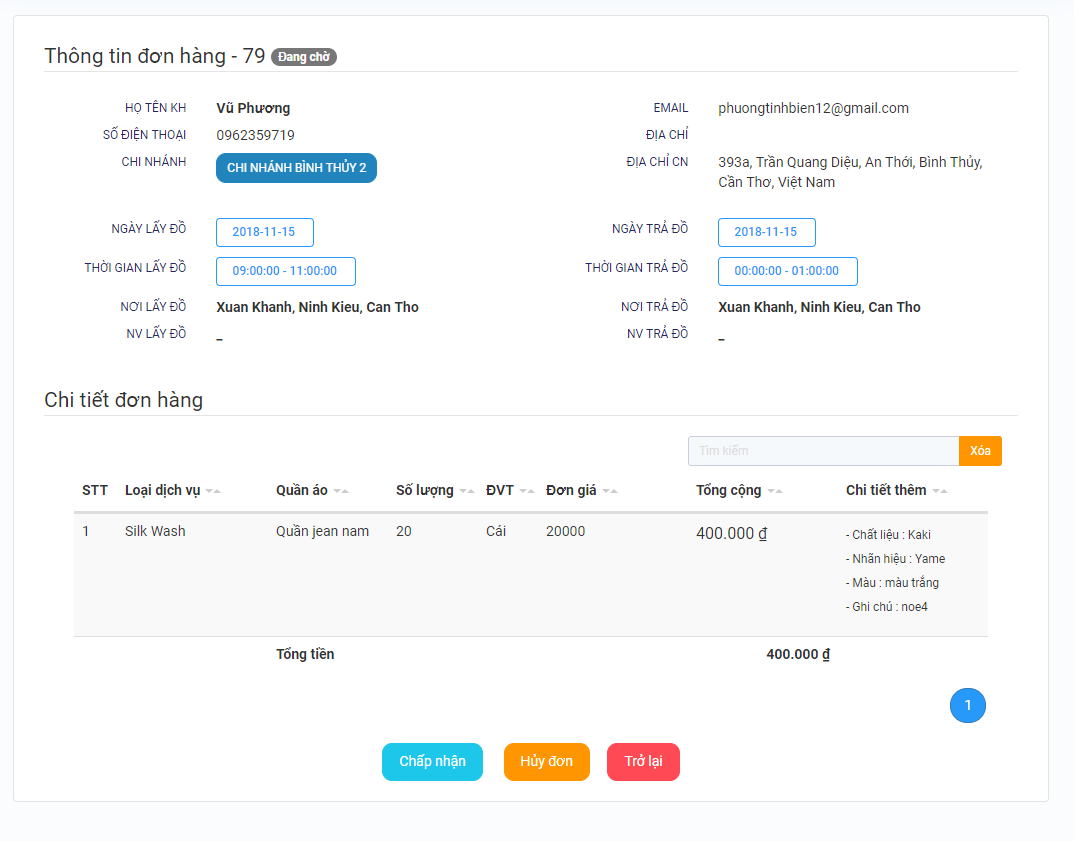 Thông tin đơn hàng - 79 Đang chờ
HỌ TÊN KH Vũ Phương EMAIL phuongtinhbien12@gmail.com
SỐ ĐIỆN THOẠI 0962359719 ĐỊA CHỈ
CHI NHÁNH CHI NHÁNH BÌNH THỦY 2 ĐỊA CHỈ CN 393a, Trần Quang Diệu, An Thới, Bình Thủy,
Cần Thơ, Việt Nam
NGÀY LẤY ĐỒ 2018-11-15 NGÀY TRẢ ĐỒ 2018-11-15
THỜI GIAN LẤY ĐỒ 09:00:00 - 11:00:00 THỜI GIAN TRẢ ĐỒ 00:00:00 - 01:00:00
NƠI LẤY ĐỒ Xuan Khanh, Ninh Kieu, Can Tho NƠI TRẢ ĐỒ Xuan Khanh, Ninh Kieu, Can Tho
NV LẤY ĐỒ _ NV TRẢ ĐỒ _
Chi tiết đơn hàng
Tìm kiếm Xóa
STT Loại dịch vụ Quần áo Số lượng ĐVT Đơn giá Tổng cộng Chi tiết thêm
1 Silk Wash Quần jean nam 20 Cái 20000 400.000 ₫ - Chất liệu : Kaki
- Nhãn hiệu : Yame
- Màu : màu trắng
- Ghi chú : noe4
Tổng tiền 400.000 ₫
1
Chấp nhận Hủy đơn Trở lại